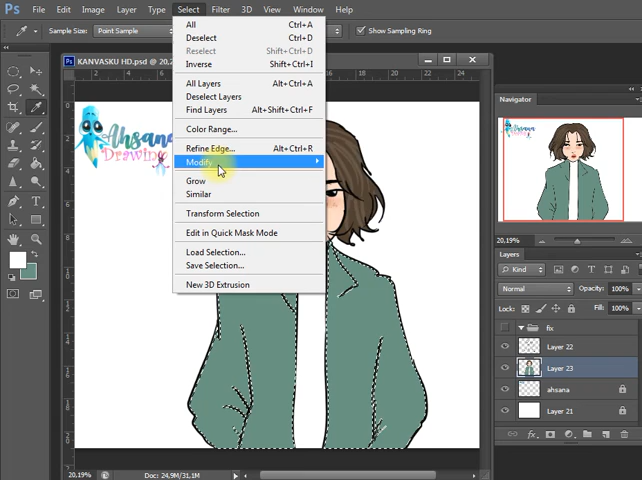 Ps File Edit Image Layer Type Select Filter 3D View Window Help
Sample Size: Point Sample Show Sampling Ring
KANVASKU HD.psd @ 20,
All Ctrl+A
Deselect Ctrl+D
Reselect Shift+Ctrl+D
Inverse Shift+Ctrl+I
All Layers Alt+Ctrl+A
Deselect Layers
Find Layers Alt+Shift+Ctrl+F
Color Range...
Refine Edge... Alt+Ctrl+R
Modify
Grow
Similar
Transform Selection
Edit in Quick Mask Mode
Load Selection...
Save Selection...
New 3D Extrusion
Ahsana
Drawing
Navigator
20,19%
Layers
Kind
Normal Opacity: 100%
Lock: Fill: 100%
fix
Layer 22
Layer 23
ahsana
Layer 21
20,19% Doc: 24,9M/31,1M